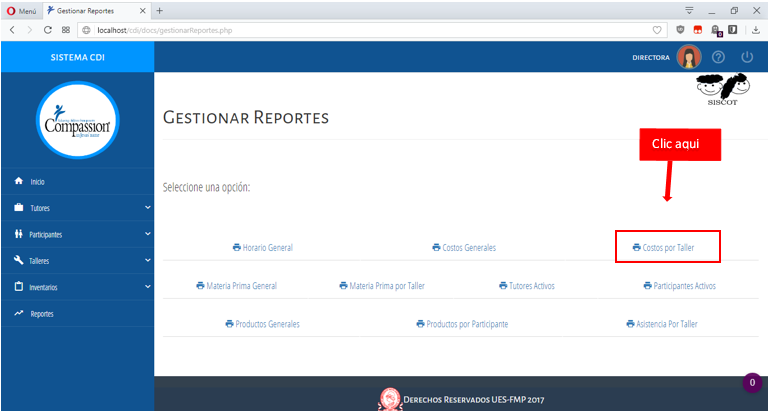 Menú
Gestionar Reportes
localhost/cdi/docs/gestionarReportes.php
0
SISTEMA CDI
DIRECTORA
Compassion
SISCOT
GESTIONAR REPORTES
Clic aqui
Seleccione una opción:
Inicio
Tutores
Participantes
Talleres
Inventarios
Reportes
Horario General
Costos Generales
Costos por Taller
Materia Prima General
Materia Prima por Taller
Tutores Activos
Participantes Activos
Productos Generales
Productos por Participante
Asistencia Por Taller
0
DERECHOS RESERVADOS UES-FMP 2017